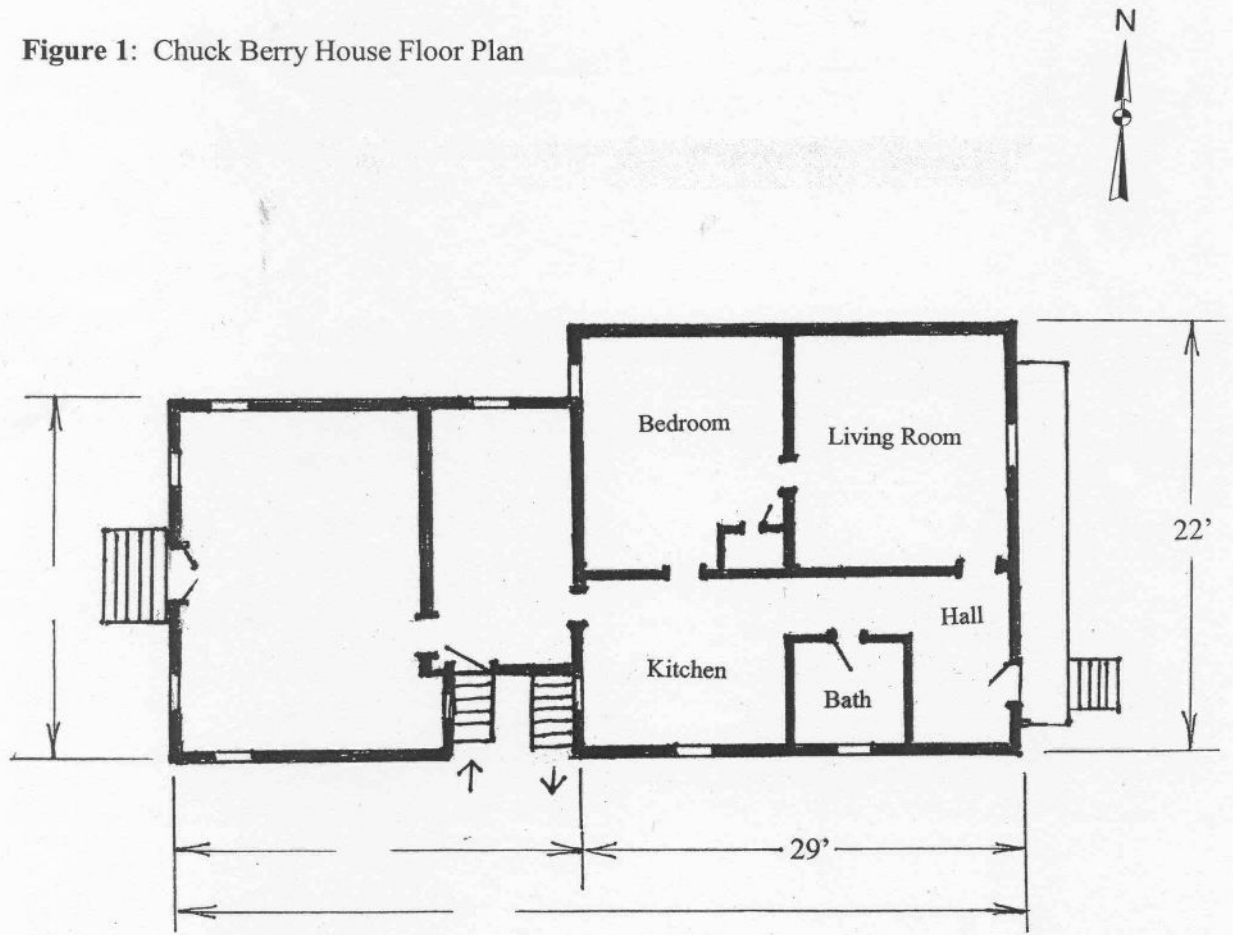 N
Figure 1: Chuck Berry House Floor Plan
Bedroom
Living Room
22’
Hall
Kitchen
Bath
29’